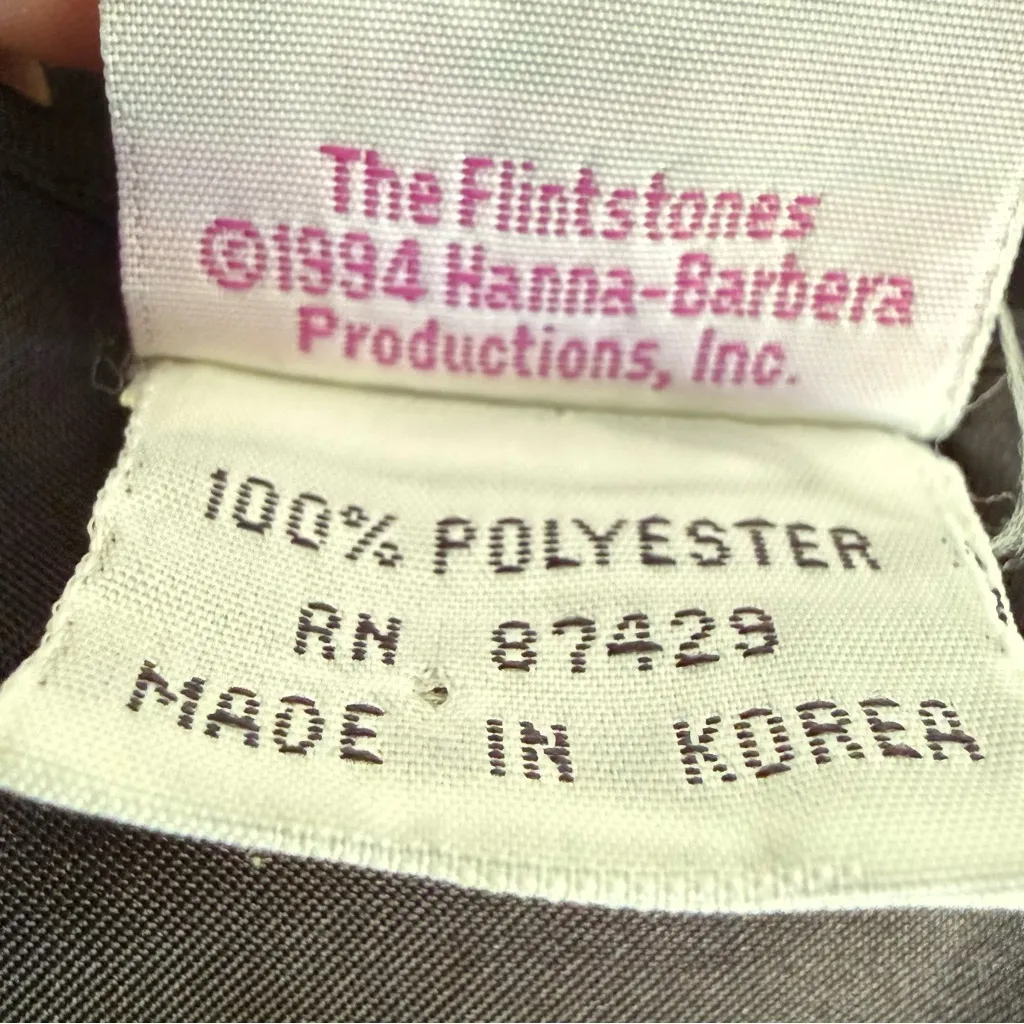 The Flintstones
©1994 Hanna-Barbera
Productions, Inc.
100% POLYESTER
RN 87429
MADE IN KOREA